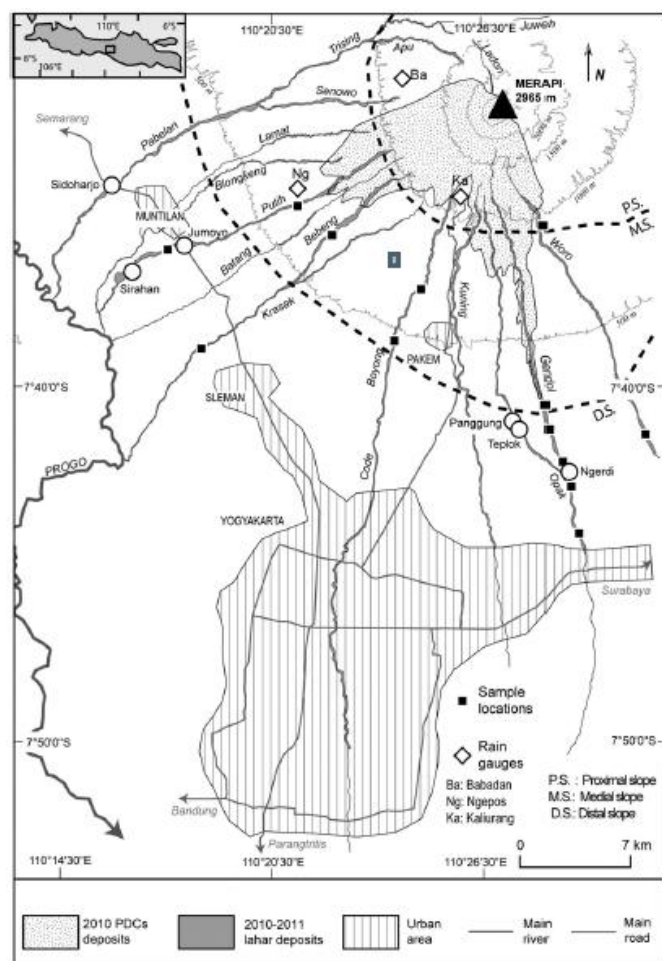 110°20'30"E
110°26'30"E
110°E
6°S
8°S
106°E
Juweh
Apu
Trising
Ladon
Ba
MERAPI
2965 m
N
Senowo
Semarang
Pabelan
Lamat
Sidoharjo
Blongkeng
Ng
Ka
MUNTILAN
Putih
P.S.
M.S.
Jumoyo
Bebeng
Woro
Batang
Sirahan
Krasak
Kuning
500 m
Boyong
PAKEM
7°40'0"S
7°40'0"S
SLEMAN
Gendol
D.S.
Panggung
Teplok
PROGO
Code
Ngerdi
Opak
YOGYAKARTA
Surabaya
Sample
locations
7°50'0"S
7°50'0"S
Rain
gauges
Ba: Babadan
Ng: Ngepos
Ka: Kaliurang
P.S. : Proximal slope
M.S.: Medial slope
D.S.: Distal slope
Bandung
Parangtritis
0 7 km
110°14'30"E
110°20'30"E
110°26'30"E
2010 PDCs
deposits
2010-2011
lahar deposits
Urban
area
Main
river
Main
road